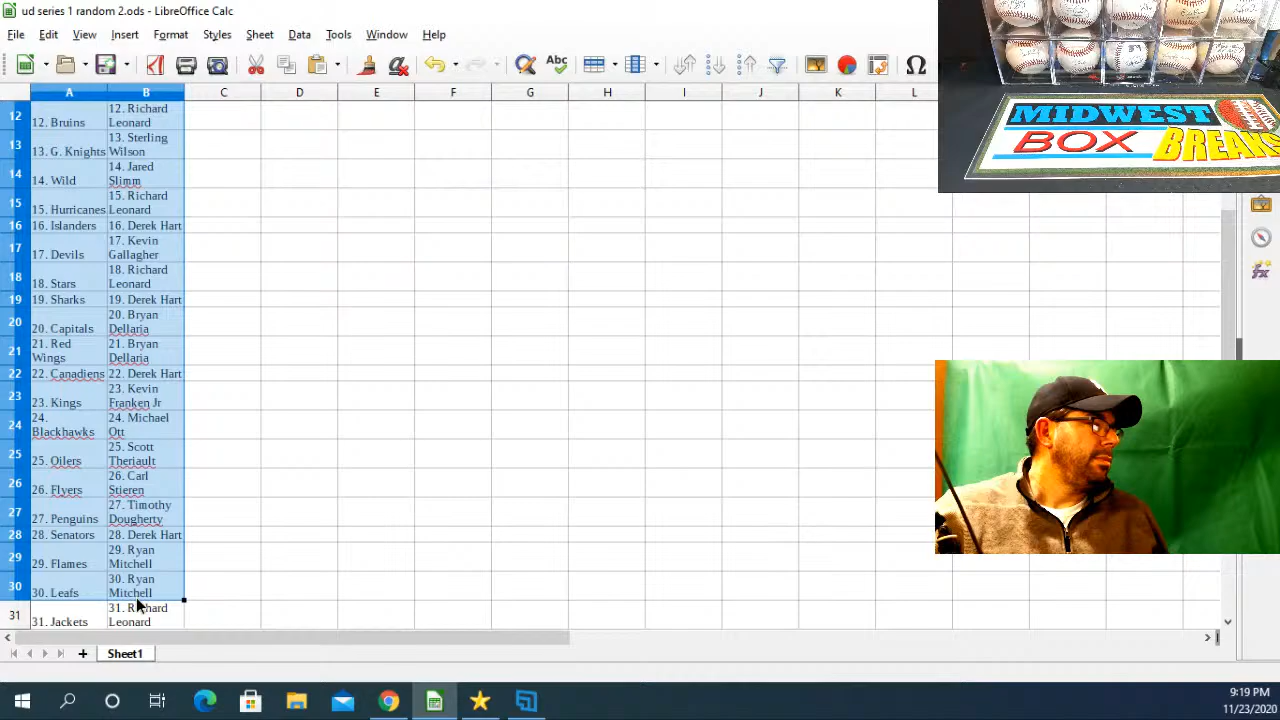 ud series 1 random 2.ods - LibreOffice Calc
File Edit View Insert Format Styles Sheet Data Tools Window Help
A B C D E F G H I J K L
12 12. Bruins 12. Richard Leonard
13 13. G. Knights 13. Sterling Wilson
14 14. Wild 14. Jared Slimm
15 15. Hurricanes 15. Richard Leonard
16 16. Islanders 16. Derek Hart
17 17. Devils 17. Kevin Gallagher
18 18. Stars 18. Richard Leonard
19 19. Sharks 19. Derek Hart
20 20. Capitals 20. Bryan Dellaria
21 21. Red Wings 21. Bryan Dellaria
22 22. Canadiens 22. Derek Hart
23 23. Kings 23. Kevin Franken Jr
24 24. Blackhawks 24. Michael Ott
25 25. Oilers 25. Scott Theriault
26 26. Flyers 26. Carl Stieren
27 27. Penguins 27. Timothy Dougherty
28 28. Senators 28. Derek Hart
29 29. Flames 29. Ryan Mitchell
30 30. Leafs 30. Ryan Mitchell
31 31. Jackets 31. Richard Leonard
Sheet1
MIDWEST
BOX BREAKS
9:19 PM
11/23/2020